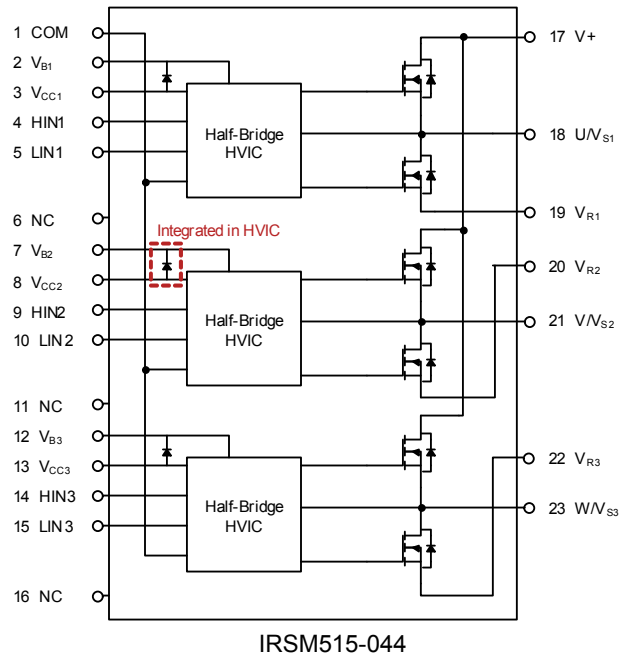 1 COM
2 VB1
3 VCC1
4 HIN1
5 LIN1
6 NC
7 VB2
8 VCC2
9 HIN2
10 LIN2
11 NC
12 VB3
13 VCC3
14 HIN3
15 LIN3
16 NC
Half-Bridge
HVIC
Integrated in HVIC
Half-Bridge
HVIC
Half-Bridge
HVIC
17 V+
18 U/VS1
19 VR1
20 VR2
21 V/VS2
22 VR3
23 W/VS3
IRSM515-044